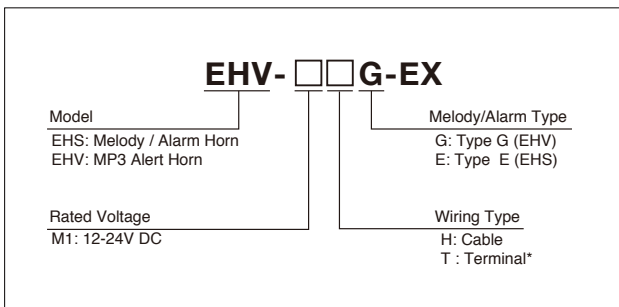 EHV-□□G-EX
Model
EHS: Melody / Alarm Horn
EHV: MP3 Alert Horn
Melody/Alarm Type
G: Type G (EHV)
E: Type E (EHS)
Rated Voltage
M1: 12-24V DC
Wiring Type
H: Cable
T : Terminal*